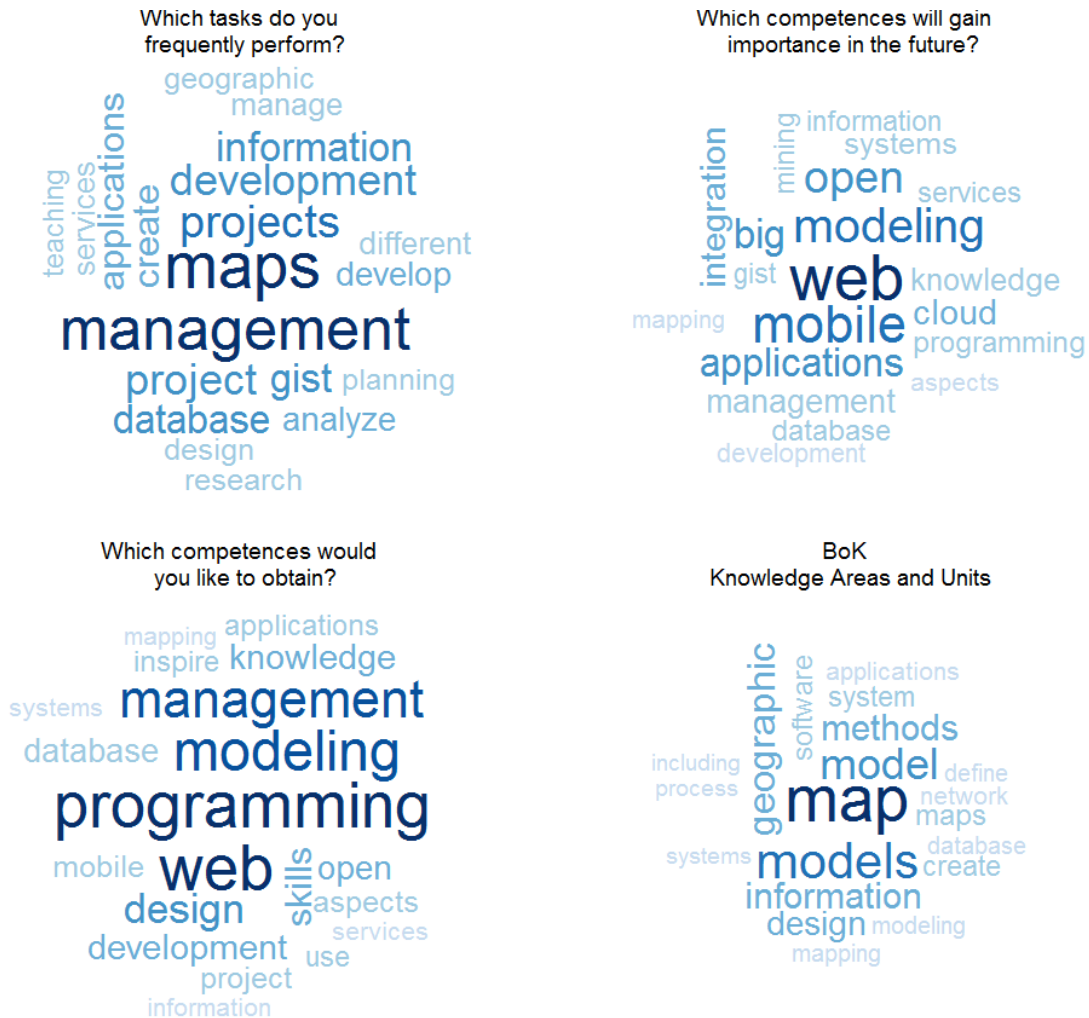 Which tasks do you
frequently perform?
geographic
manage
applications
information
teaching
services
create
development
projects
different
maps
develop
management
project gist planning
database analyze
design
research
Which competences will gain
importance in the future?
integration
mining
information
systems
open
services
modeling
big
gist
web
knowledge
mapping
mobile
cloud
programming
applications
aspects
management
database
development
Which competences would
you like to obtain?
applications
mapping
inspire
knowledge
management
systems
modeling
database
programming
web
mobile
skills
open
design
aspects
services
development
use
project
information
BoK
Knowledge Areas and Units
geographic
software
applications
system
methods
including
model
define
process
map
network
maps
database
systems
models
create
information
design
modeling
mapping